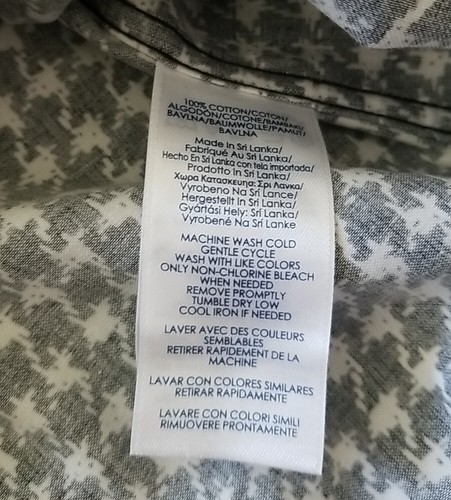 100% COTTON/COTON/
ALGODÓN/COTONE/BAMBAKI/
BAVLNA/BAUMWOLLE/PAMUT/
BAVLNA
Made In Sri Lanka/
Fabriqué Au Sri Lanka/
Hecho En Sri Lanka con tela importada/
Prodotto In Sri Lanka/
Χωρα Κατασκευης: Σρι Λανκα/
Vyrobeno Na Srí Lance/
Hergestellt In Sri Lanka/
Gyártási Hely: Srí Lanka/
Vyrobené Na Srí Lanke
MACHINE WASH COLD
GENTLE CYCLE
WASH WITH LIKE COLORS
ONLY NON-CHLORINE BLEACH
WHEN NEEDED
REMOVE PROMPTLY
TUMBLE DRY LOW
COOL IRON IF NEEDED
LAVER AVEC DES COULEURS
SEMBLABLES
RETIRER RAPIDEMENT DE LA
MACHINE
LAVAR CON COLORES SIMILARES
RETIRAR RAPIDAMENTE
LAVARE CON COLORI SIMILI
RIMUOVERE PRONTAMENTE